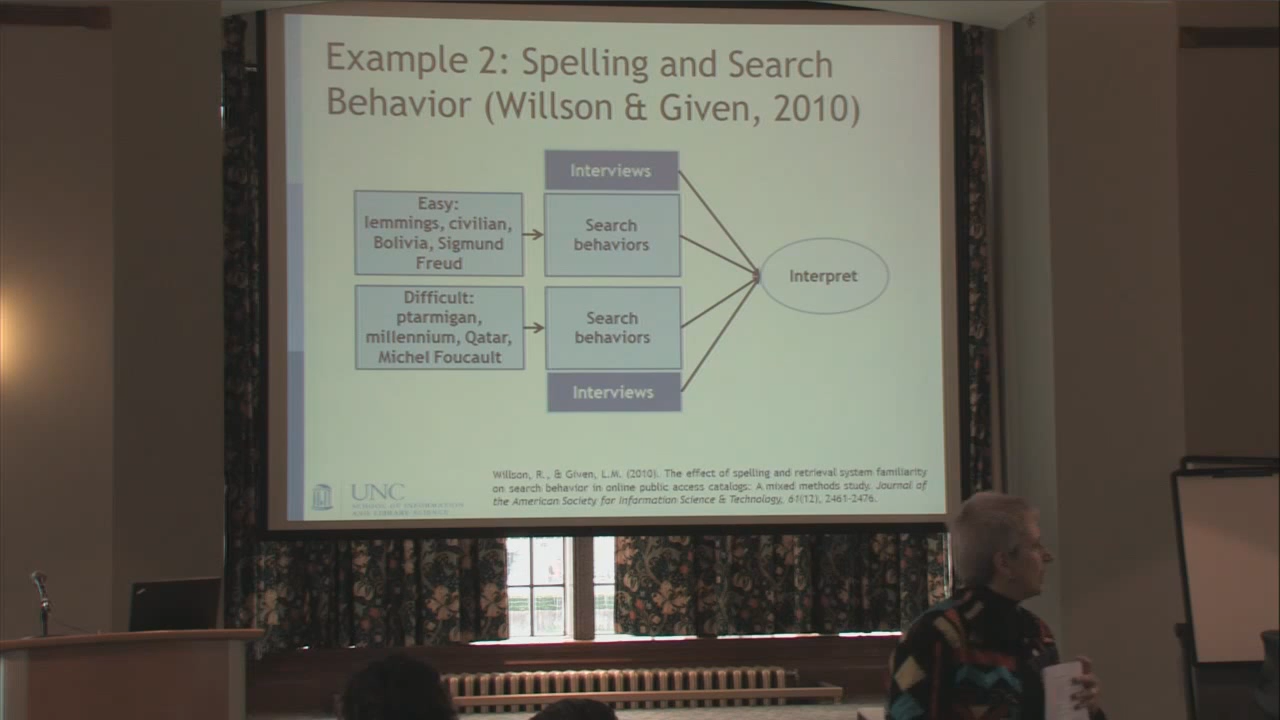 Example 2: Spelling and Search
Behavior (Willson & Given, 2010)
Interviews
Easy:
lemmings, civilian,
Bolivia, Sigmund
Freud
Search
behaviors
Interpret
Difficult:
ptarmigan,
millennium, Qatar,
Michel Foucault
Search
behaviors
Interviews
Willson, R., & Given, L.M. (2010). The effect of spelling and retrieval system familiarity
on search behavior in online public access catalogs: A mixed methods study. Journal of
the American Society for Information Science & Technology, 61(12), 2461-2476.
UNC
SCHOOL OF INFORMATION
AND LIBRARY SCIENCE